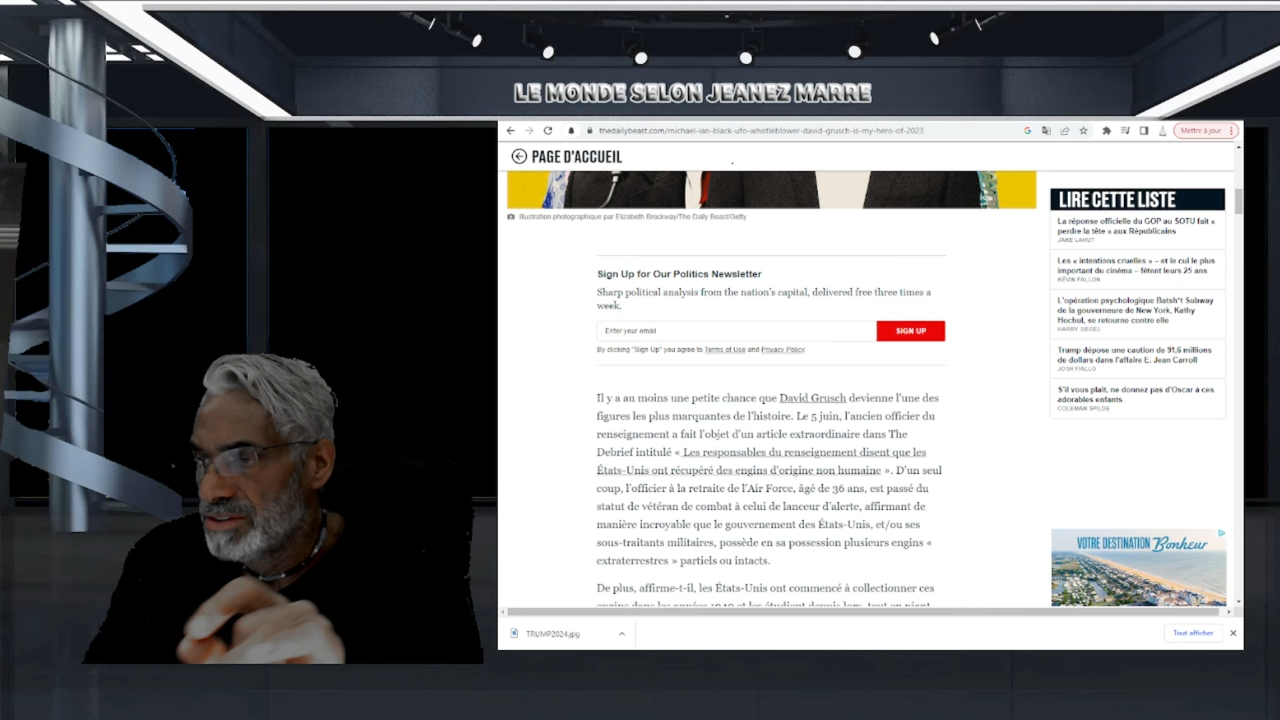 LE MONDE SELON JEANEZ MARRE
thedailybeast.com/michael-ian-black-ufo-whistleblower-david-grusch-is-my-hero-of-2023
Mettre à jour
PAGE D'ACCUEIL
Illustration photographique par Elizabeth Brockway/The Daily Beast/Getty
Sign Up for Our Politics Newsletter
Sharp political analysis from the nation's capital, delivered free three times a
week.
Enter your email
SIGN UP
By clicking "Sign Up" you agree to Terms of Use and Privacy Policy
Il y a au moins une petite chance que David Grusch devienne l'une des
figures les plus marquantes de l'histoire. Le 5 juin, l'ancien officier du
renseignement a fait l'objet d'un article extraordinaire dans The
Debrief intitulé « Les responsables du renseignement disent que les
États-Unis ont récupéré des engins d'origine non humaine ». D'un seul
coup, l'officier à la retraite de l'Air Force, âgé de 36 ans, est passé du
statut de vétéran de combat à celui de lanceur d'alerte, affirmant de
manière incroyable que le gouvernement des États-Unis, et/ou ses
sous-traitants militaires, possède en sa possession plusieurs engins «
extraterrestres » partiels ou intacts.
De plus, affirme-t-il, les États-Unis ont commencé à collectionner ces
LIRE CETTE LISTE
La réponse officielle du GOP au SOTU fait «
perdre la tête » aux Républicains
JAKE LAHUT
Les « intentions cruelles » – et le cul le plus
important du cinéma – fêtent leurs 25 ans
KEVIN FALLON
L'opération psychologique Batsh*t Subway
de la gouverneure de New York, Kathy
Hochul, se retourne contre elle
HARRY SIEGEL
Trump dépose une caution de 91,6 millions
de dollars dans l'affaire E. Jean Carroll
JOSH FIALLO
S'il vous plaît, ne donnez pas d'Oscar à ces
adorables enfants
COLEMAN SPILDE
VOTRE DESTINATION Bonheur
TRUMP2024.jpg
Tout afficher